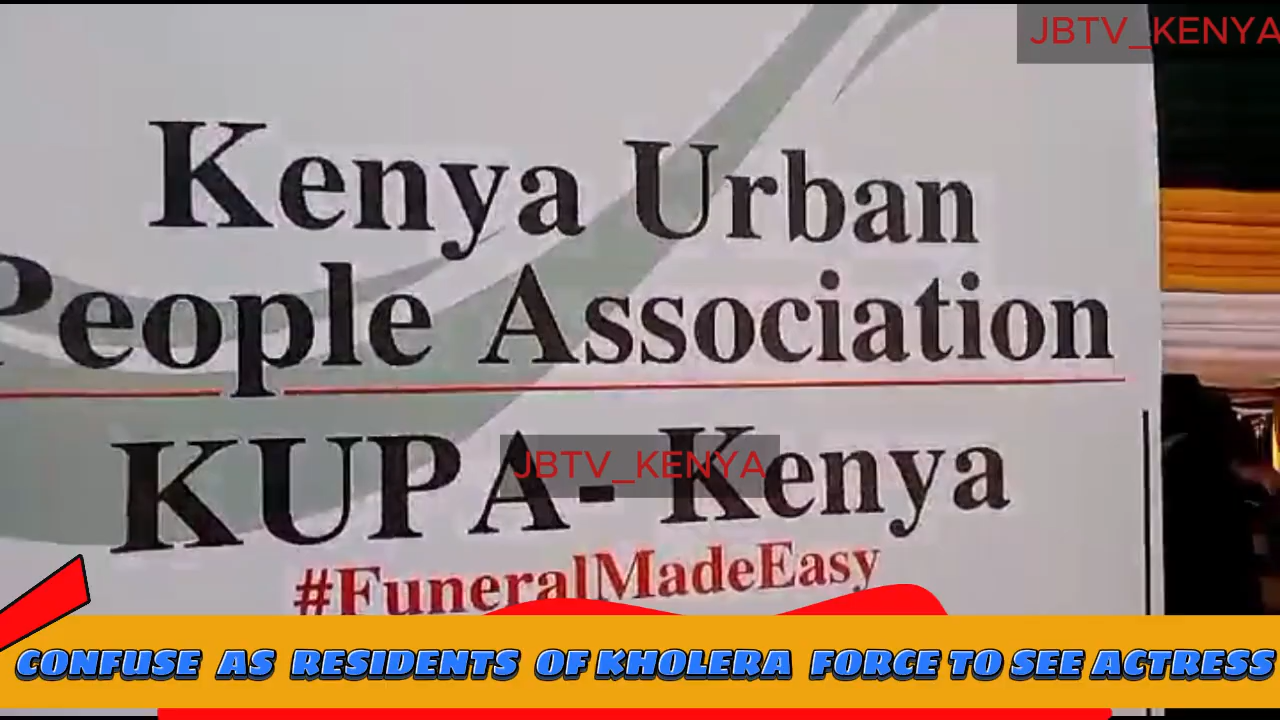 JBTV_KENYA
Kenya Urban
People Association
KUPA-Kenya
JBTV_KENYA
#FuneralMadeEasy
CONFUSE AS RESIDENTS OF KHOLERA FORCE TO SEE ACTRESS